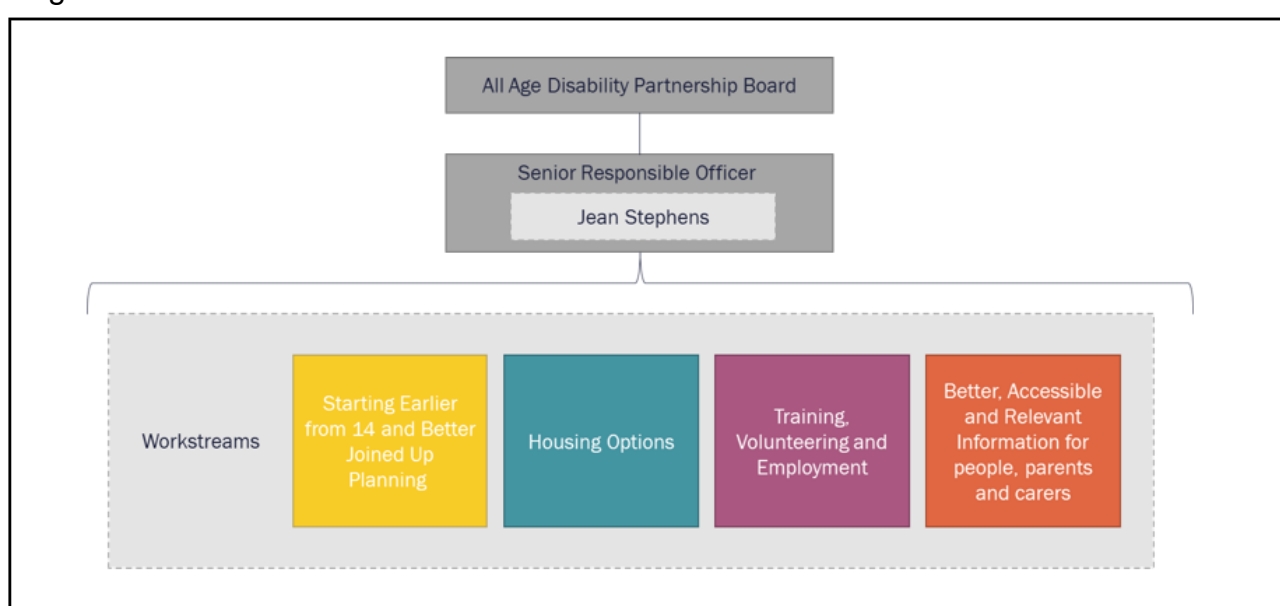 All Age Disability Partnership Board
Senior Responsible Officer
Jean Stephens
Workstreams
Starting Earlier
from 14 and Better
Joined Up
Planning
Housing Options
Training,
Volunteering and
Employment
Better, Accessible
and Relevant
Information for
people, parents
and carers